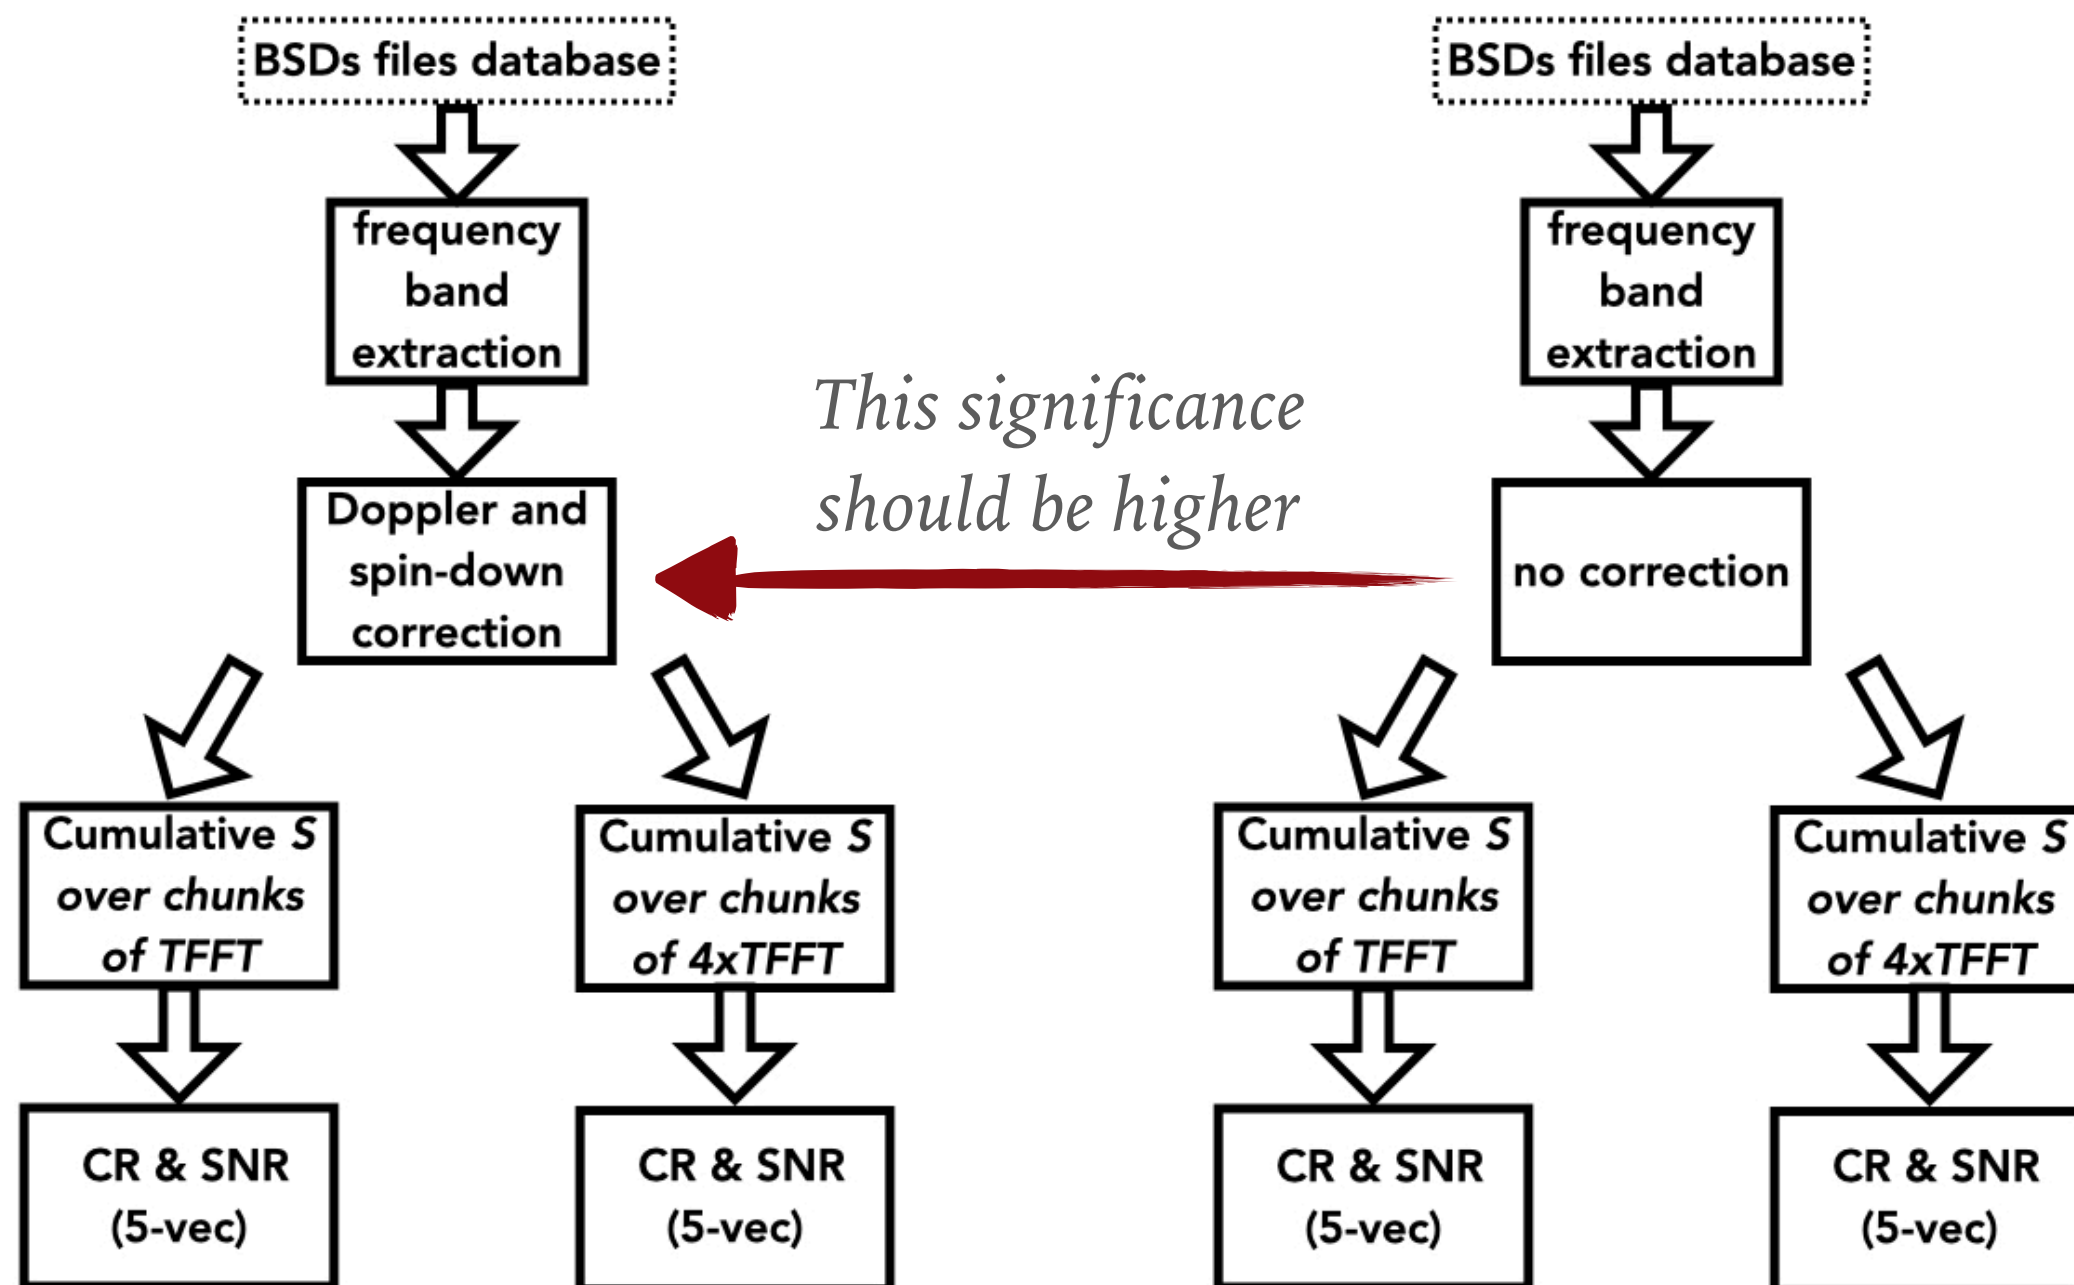 BSDs files database
frequency
band
extraction
Doppler and
spin-down
correction
Cumulative S
over chunks
of TFFT
CR & SNR
(5-vec)
Cumulative S
over chunks
of 4xTFFT
CR & SNR
(5-vec)
This significance
should be higher
BSDs files database
frequency
band
extraction
no correction
Cumulative S
over chunks
of TFFT
CR & SNR
(5-vec)
Cumulative S
over chunks
of 4xTFFT
CR & SNR
(5-vec)